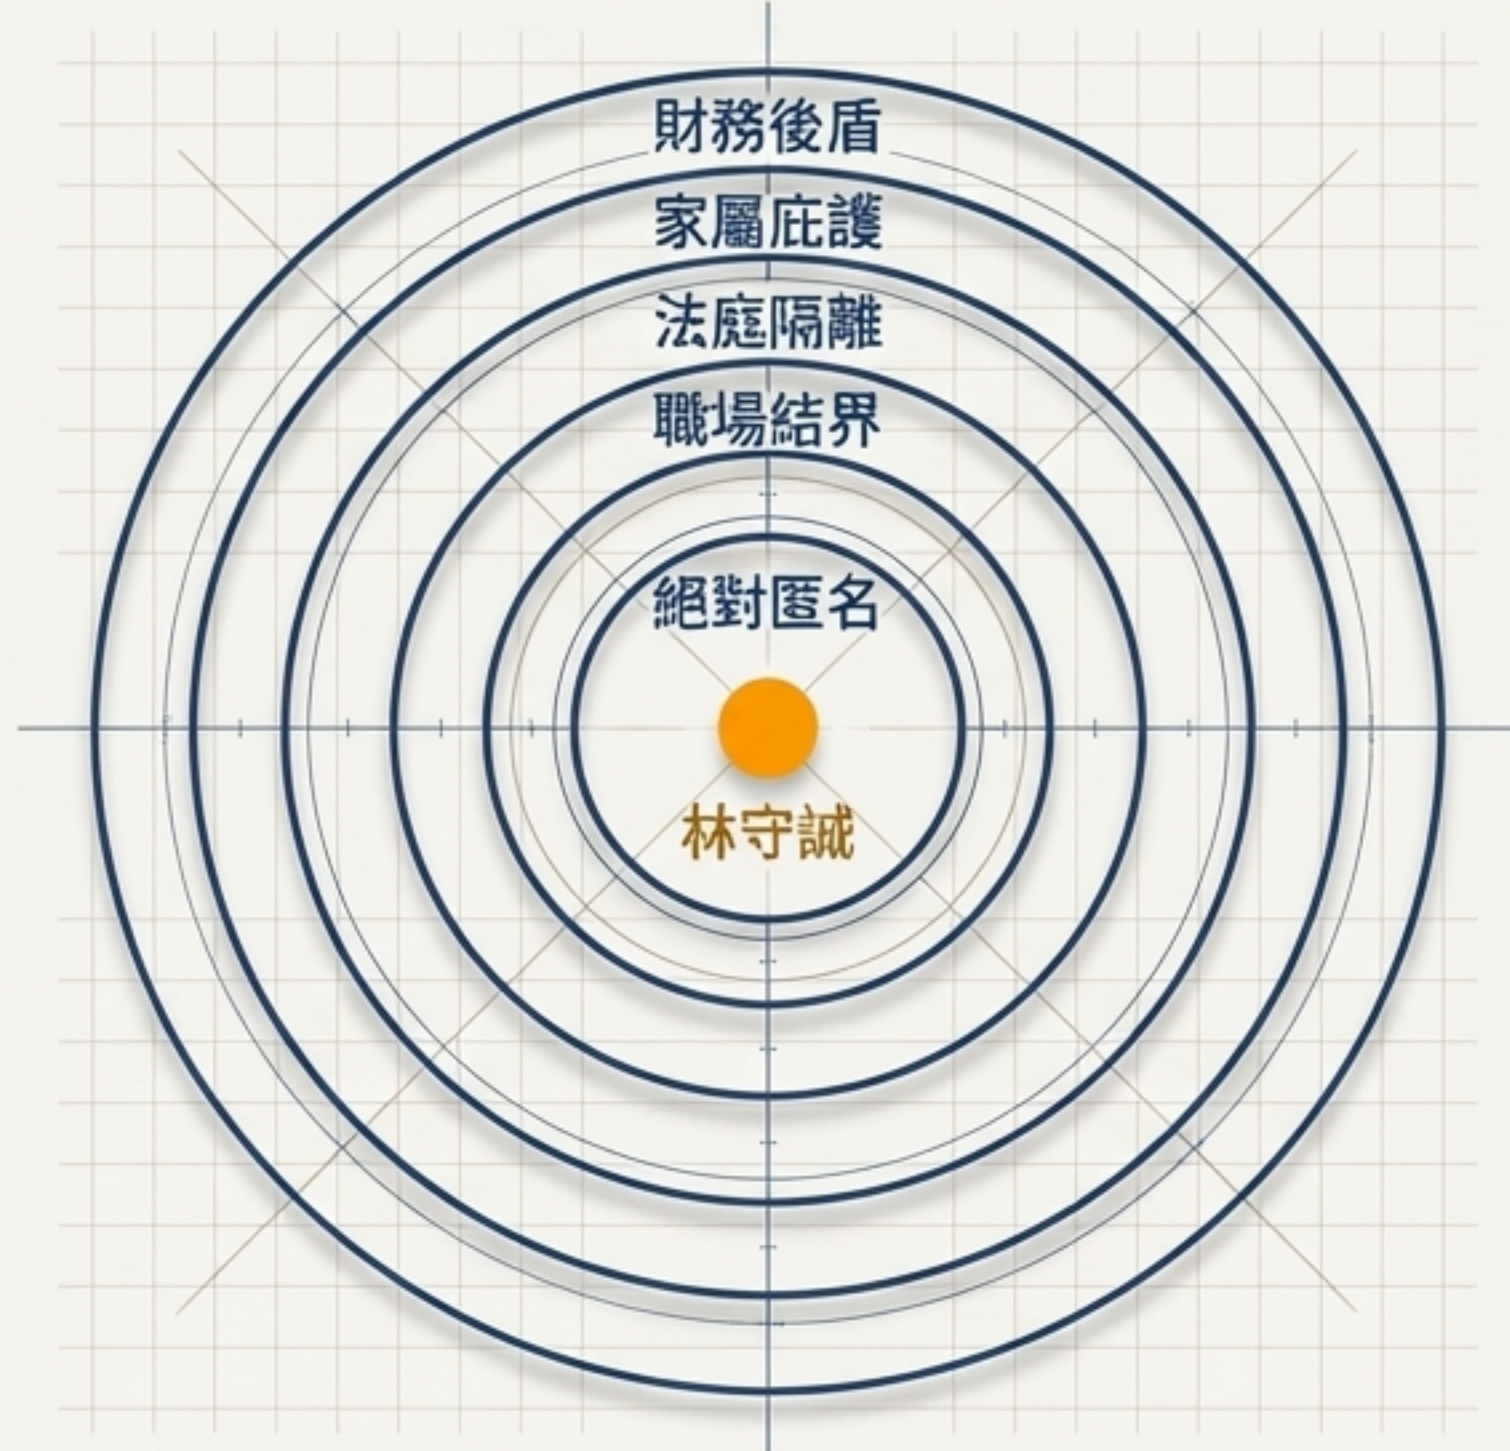 財務後盾
家屬庇護
法庭隔離
職場結界
絕對匿名
林守誠